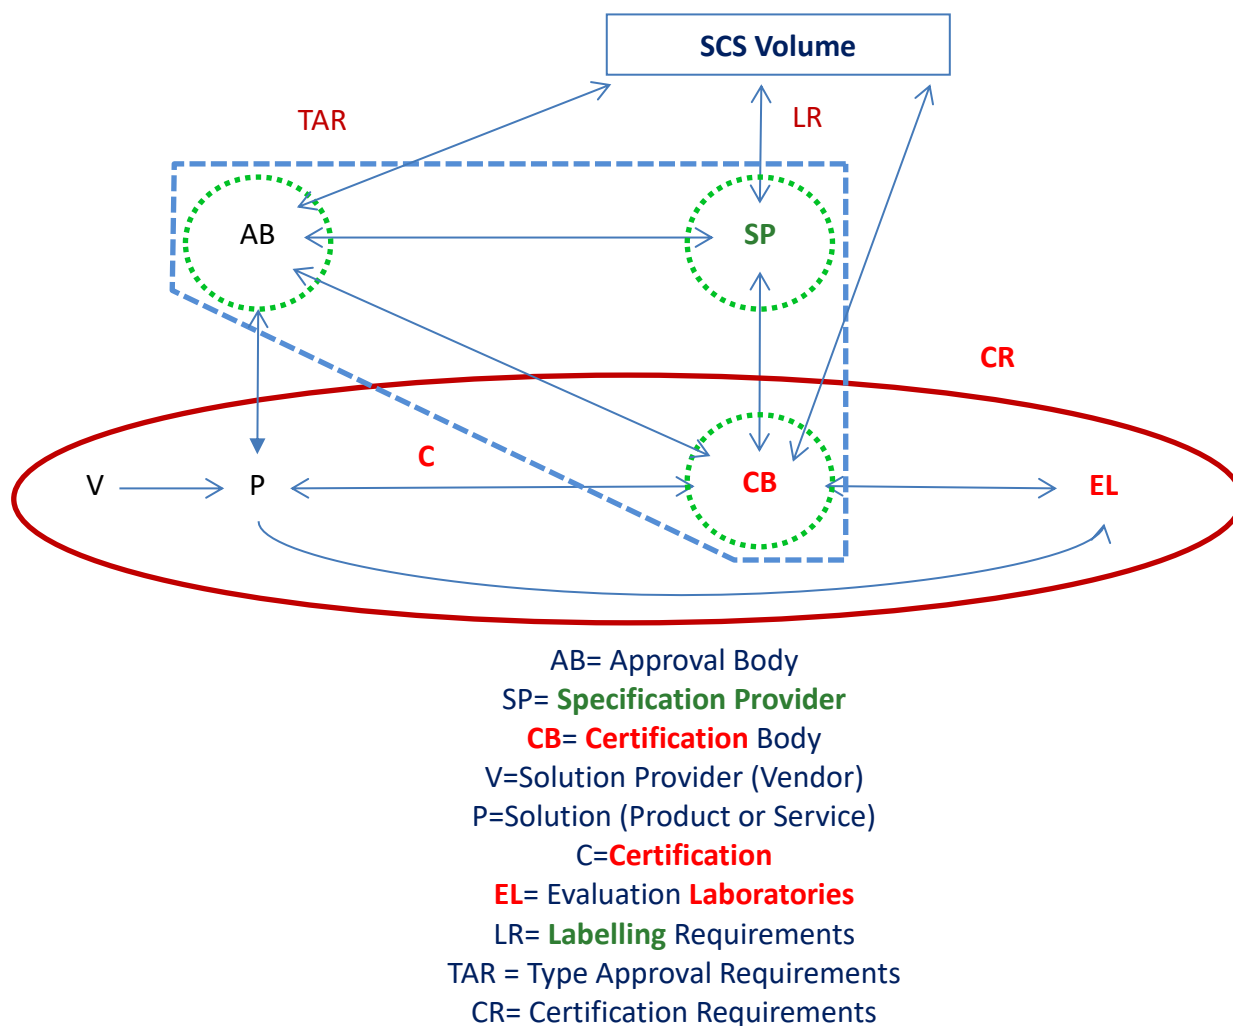 SCS Volume
TAR
LR
AB
SP
CR
C
V
P
CB
EL
AB= Approval Body
SP= Specification Provider
CB= Certification Body
V=Solution Provider (Vendor)
P=Solution (Product or Service)
C=Certification
EL= Evaluation Laboratories
LR= Labelling Requirements
TAR = Type Approval Requirements
CR= Certification Requirements